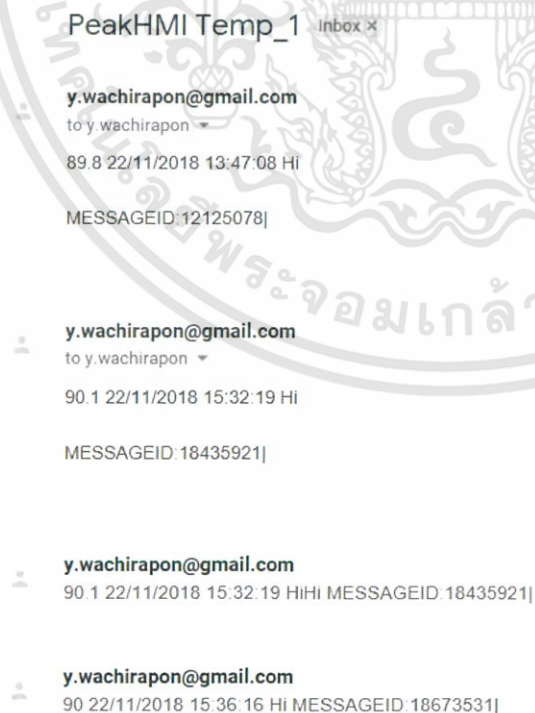 PeakHMI Temp_1 Inbox ×
y.wachirapon@gmail.com
to y.wachirapon
89.8 22/11/2018 13:47:08 Hi
MESSAGEID:12125078|
y.wachirapon@gmail.com
to y.wachirapon
90.1 22/11/2018 15:32:19 Hi
MESSAGEID:18435921|
y.wachirapon@gmail.com
90.1 22/11/2018 15:32:19 HiHi MESSAGEID:18435921|
y.wachirapon@gmail.com
90 22/11/2018 15:36:16 Hi MESSAGEID:18673531|